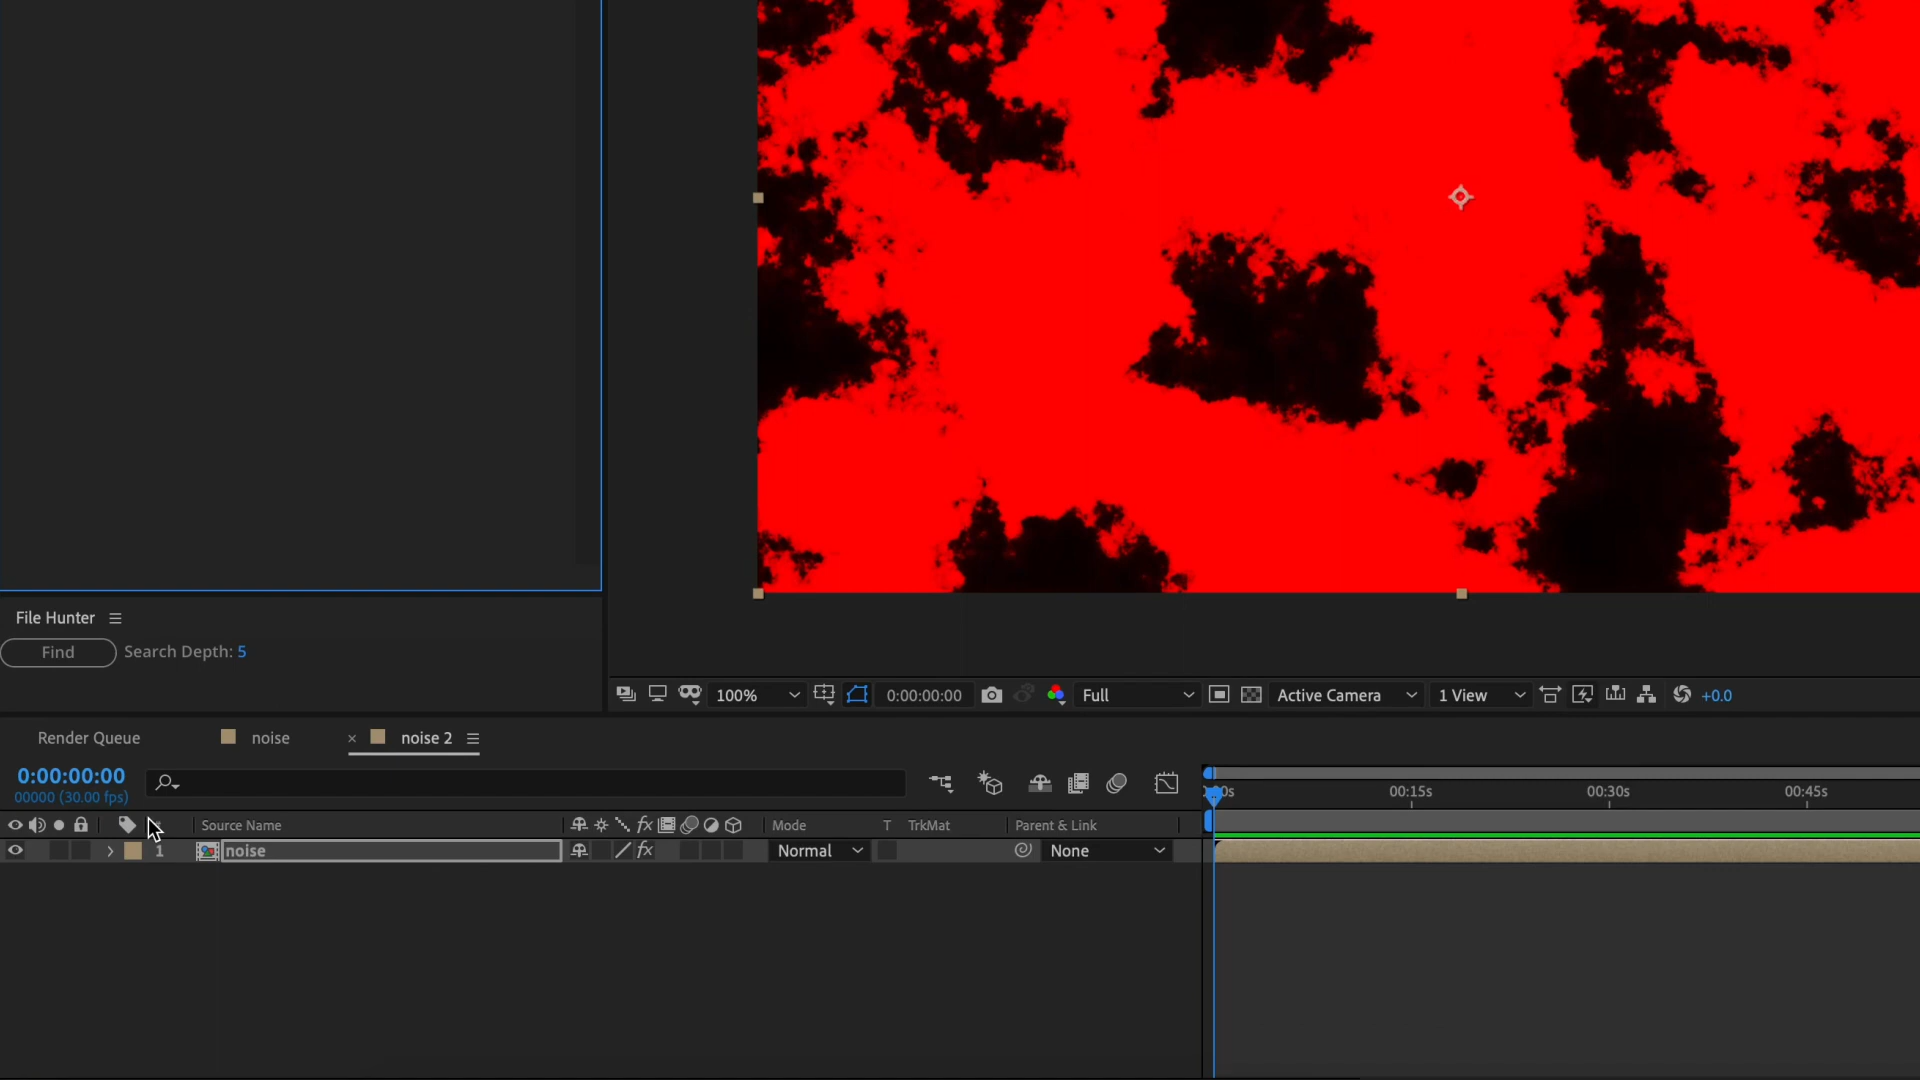 File Hunter
Find Search Depth: 5
100% 0:00:00:00 Full Active Camera 1 View +0.0
Render Queue noise noise 2
0:00:00:00
00000 (30.00 fps)
00:15s 00:30s 00:45s
Source Name Mode T TrkMat Parent & Link
1 noise Normal None